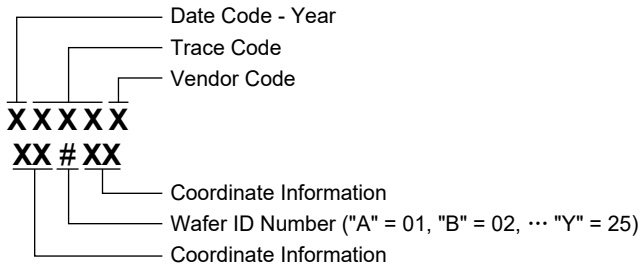 Date Code - Year
Trace Code
Vendor Code
X X X X X
XX # XX
Coordinate Information
Wafer ID Number ("A" = 01, "B" = 02, ⋯ "Y" = 25)
Coordinate Information